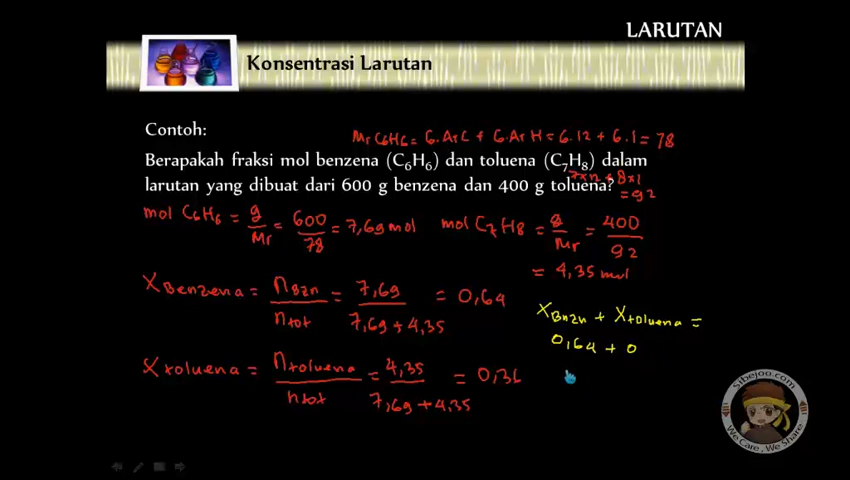 LARUTAN
Konsentrasi Larutan
Contoh:
Mr C6H6 = 6.Ar C + 6.Ar H = 6.12 + 6.1 = 78
Berapakah fraksi mol benzena (C₆H₆) dan toluena (C₇H₈) dalam
7x12 + 8x1
larutan yang dibuat dari 600 g benzena dan 400 g toluena?
= 92
mol C6H6 = g/Mr = 600/78 = 7,69 mol
mol C7H8 = g/Mr = 400/92
= 4,35 mol
XBenzena = nBzn/ntot = 7,69/7,69 + 4,35 = 0,64
XBnzn + Xtoluena =
0,64 + 0
Xtoluena = ntoluena/ntot = 4,35/7,69 + 4,35 = 0,36
Sibejoo.com
We Care, We Share